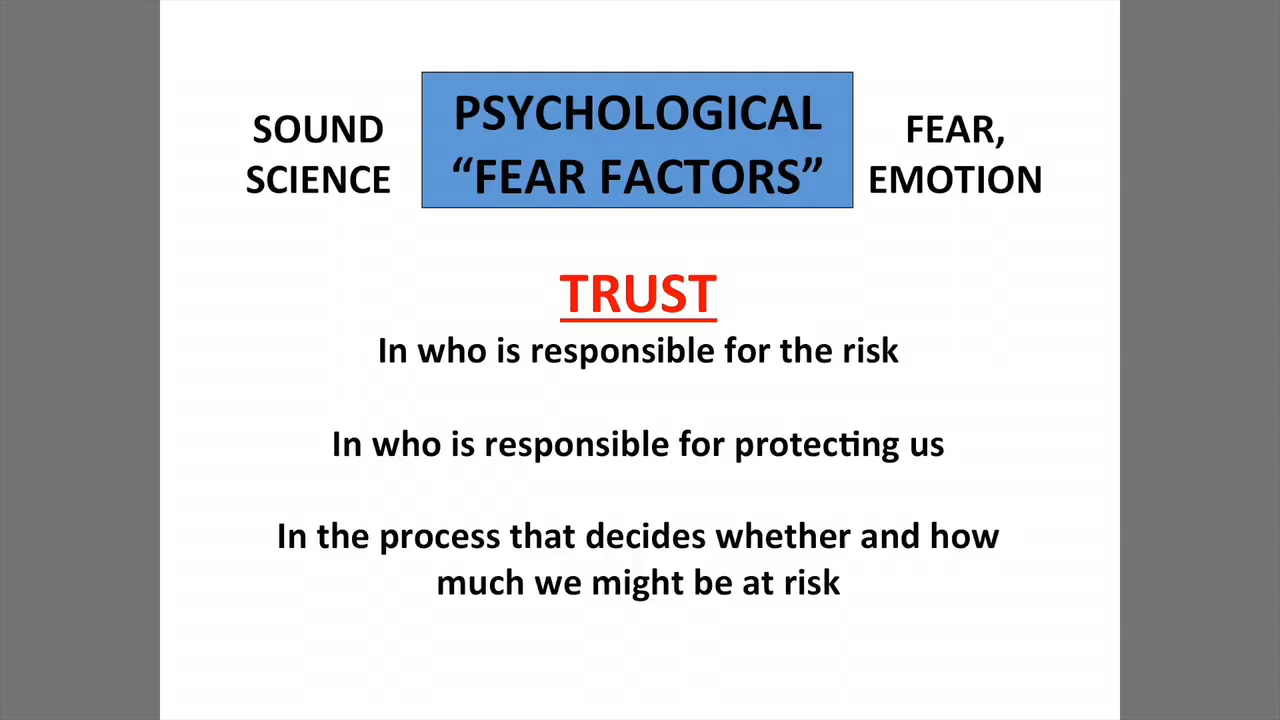 SOUND
SCIENCE
PSYCHOLOGICAL
“FEAR FACTORS”
FEAR,
EMOTION
TRUST
In who is responsible for the risk
In who is responsible for protecting us
In the process that decides whether and how
much we might be at risk